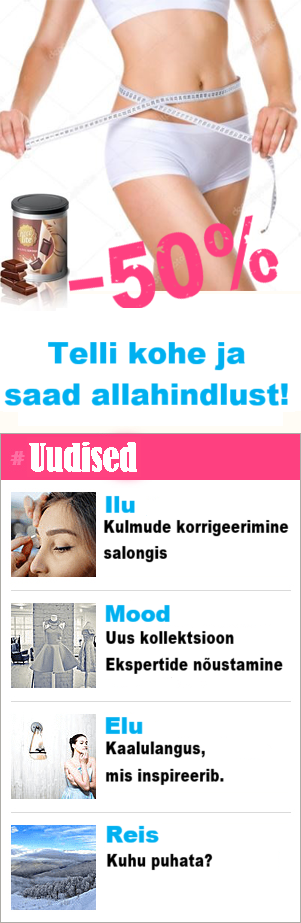 -50%
Telli kohe ja
saad allahindlust!
# Uudised
Ilu
Kulmude korrigeerimine
salongis
Mood
Uus kollektsioon
Ekspertide nõustamine
Elu
Kaalulangus,
mis inspireerib.
Reis
Kuhu puhata?